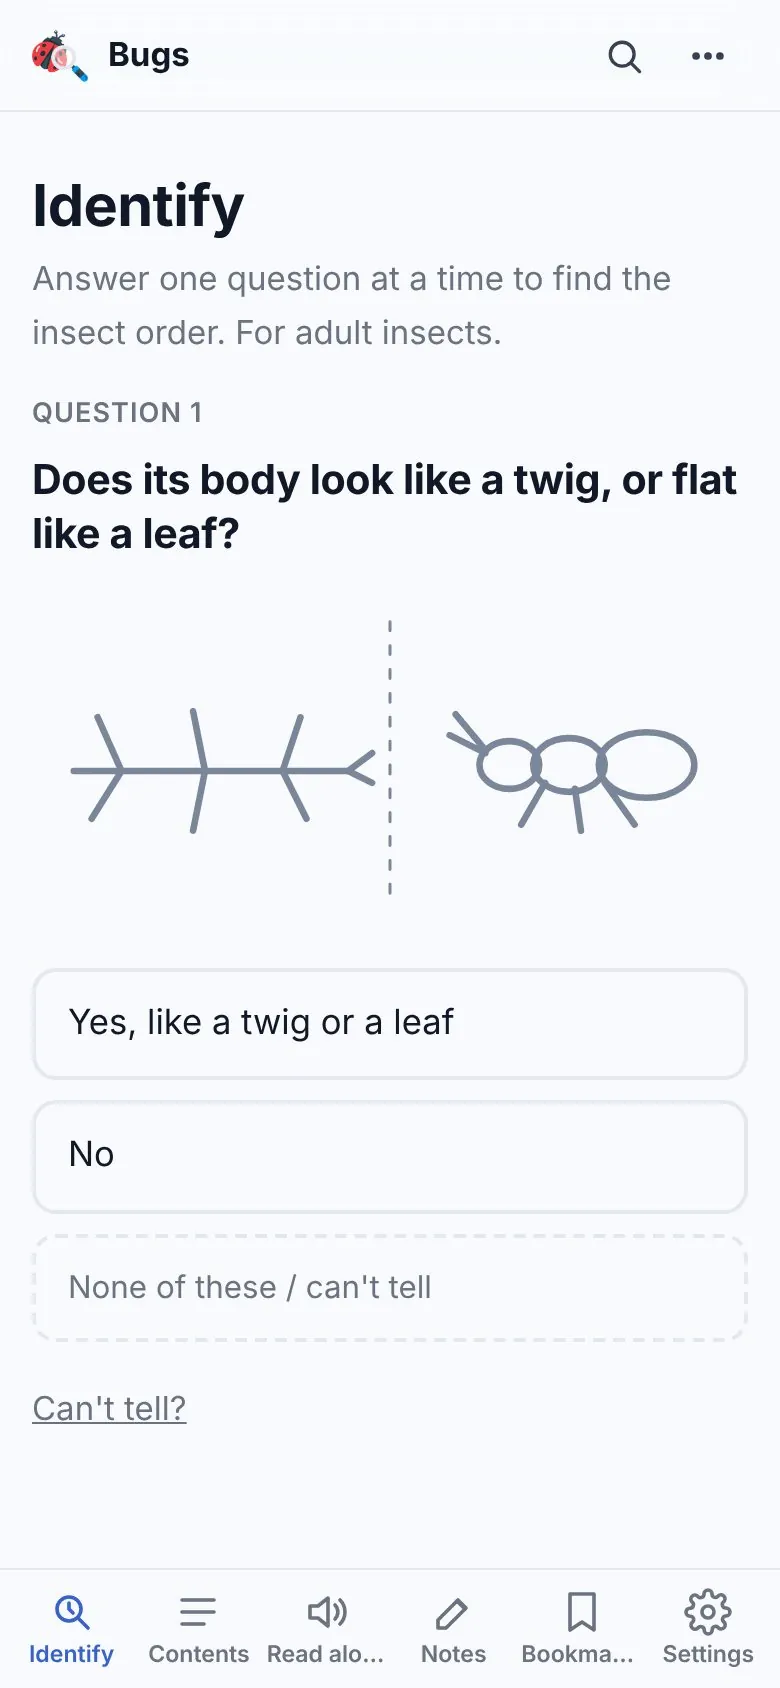 Bugs
Identify
Answer one question at a time to find the
insect order. For adult insects.
QUESTION 1
Does its body look like a twig, or flat
like a leaf?
Yes, like a twig or a leaf
No
None of these / can't tell
Can't tell?
Identify
Contents
Read alo...
Notes
Bookma...
Settings